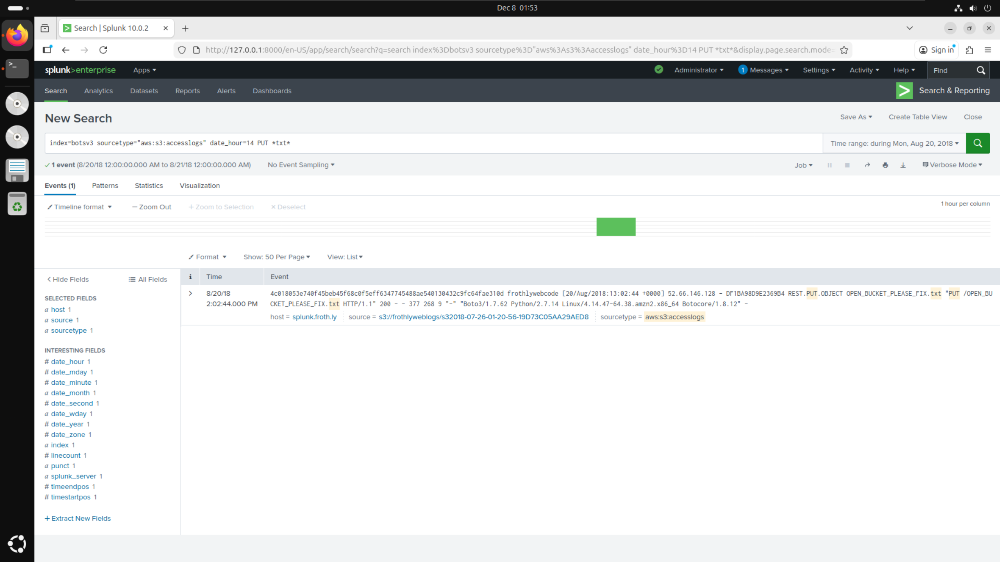 Dec 8 01:53
Search | Splunk 10.0.2
http://127.0.0.1:8000/en-US/app/search/search?q=search index%3Dbotsv3 sourcetype%3D"aws%3As3%3Aaccesslogs" date_hour%3D14 PUT *txt*&display.page.search.mode=
Sign in
splunk>enterprise Apps
Administrator 1 Messages Settings Activity Help Find
Search Analytics Datasets Reports Alerts Dashboards
Search & Reporting
New Search
Save As Create Table View Close
index=botsv3 sourcetype="aws:s3:accesslogs" date_hour=14 PUT *txt*
Time range: during Mon, Aug 20, 2018
1 event (8/20/18 12:00:00.000 AM to 8/21/18 12:00:00.000 AM) No Event Sampling
Job Verbose Mode
Events (1) Patterns Statistics Visualization
Timeline format — Zoom Out + Zoom to Selection × Deselect
1 hour per column
Format Show: 50 Per Page View: List
< Hide Fields All Fields
i Time Event
SELECTED FIELDS
a host 1
a source 1
a sourcetype 1
INTERESTING FIELDS
# date_hour 1
# date_mday 1
# date_minute 1
a date_month 1
# date_second 1
a date_wday 1
# date_year 1
# date_zone 1
a index 1
# linecount 1
a punct 1
a splunk_server 1
# timeendpos 1
# timestartpos 1
+ Extract New Fields
> 8/20/18
2:02:44.000 PM
4c018053e740f45beb45f68c0f5eff6347745488ae540130432c9fc64fae310d frothlywebcode [20/Aug/2018:13:02:44 +0000] 52.66.146.128 - DF1BA98D9E2369B4 REST.PUT.OBJECT OPEN_BUCKET_PLEASE_FIX.txt "PUT /OPEN_BU
CKET_PLEASE_FIX.txt HTTP/1.1" 200 - - 377 268 9 "-" "Boto3/1.7.62 Python/2.7.14 Linux/4.14.47-64.38.amzn2.x86_64 Botocore/1.8.12" -
host = splunk.froth.ly source = s3://frothlyweblogs/s32018-07-26-01-20-56-19D73C05AA29AED8 sourcetype = aws:s3:accesslogs